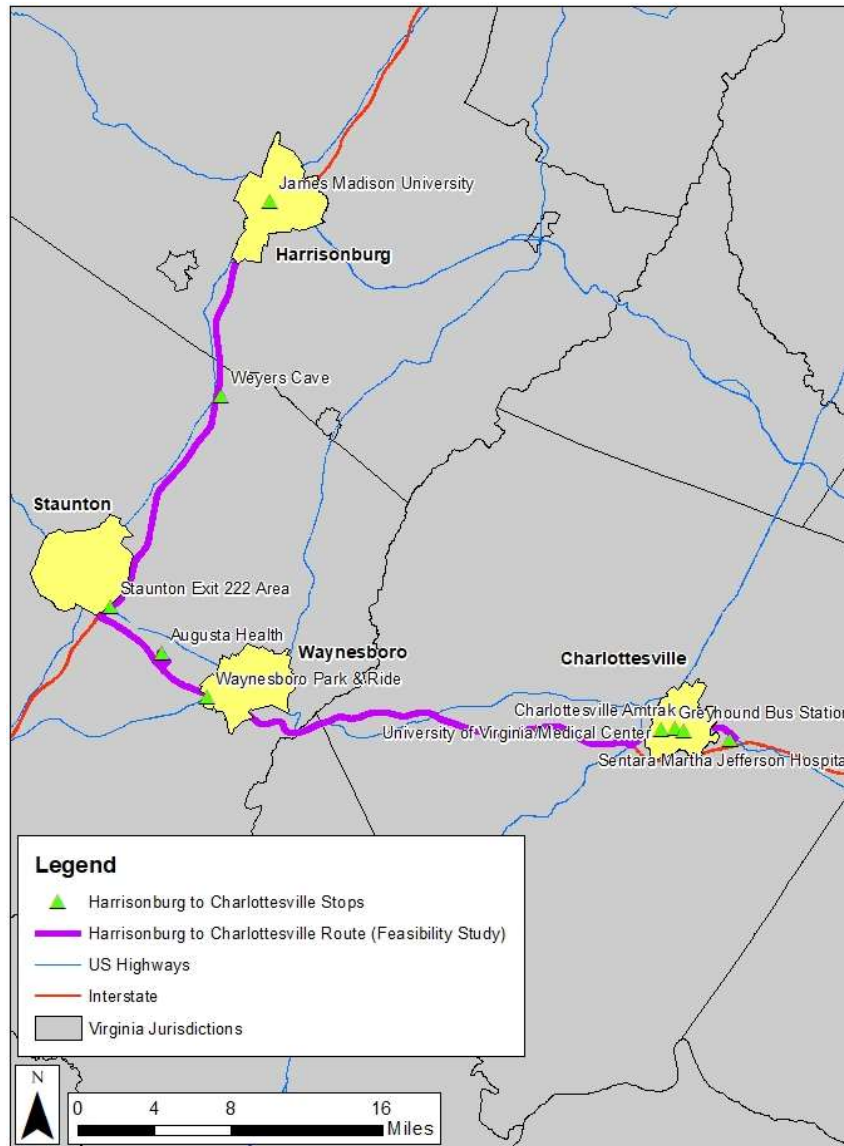 James Madison University
Harrisonburg
Weyers Cave
Staunton
Staunton Exit 222 Area
Augusta Health
Waynesboro
Waynesboro Park & Ride
Charlottesville
Charlottesville Amtrak
Greyhound Bus Station
University of Virginia Medical Center
Sentara Martha Jefferson Hospita
Legend
Harrisonburg to Charlottesville Stops
Harrisonburg to Charlottesville Route (Feasibility Study)
US Highways
Interstate
Virginia Jurisdictions
N
0 4 8 16
Miles